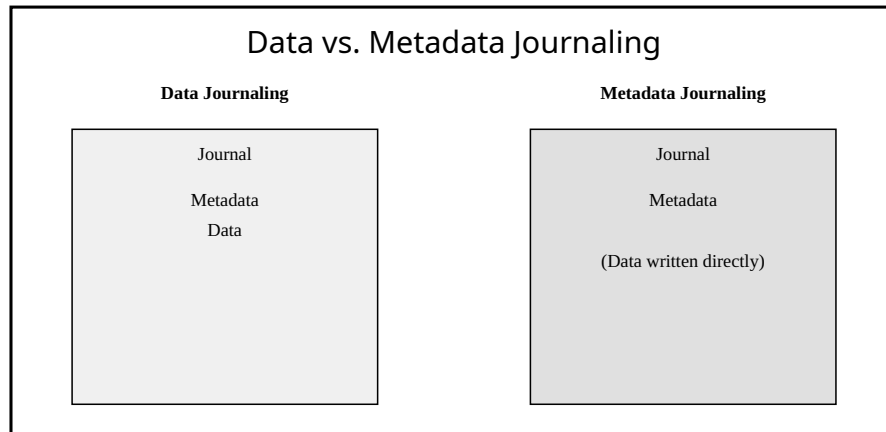 Data vs. Metadata Journaling
Data Journaling
Journal
Metadata
Data
Metadata Journaling
Journal
Metadata
(Data written directly)